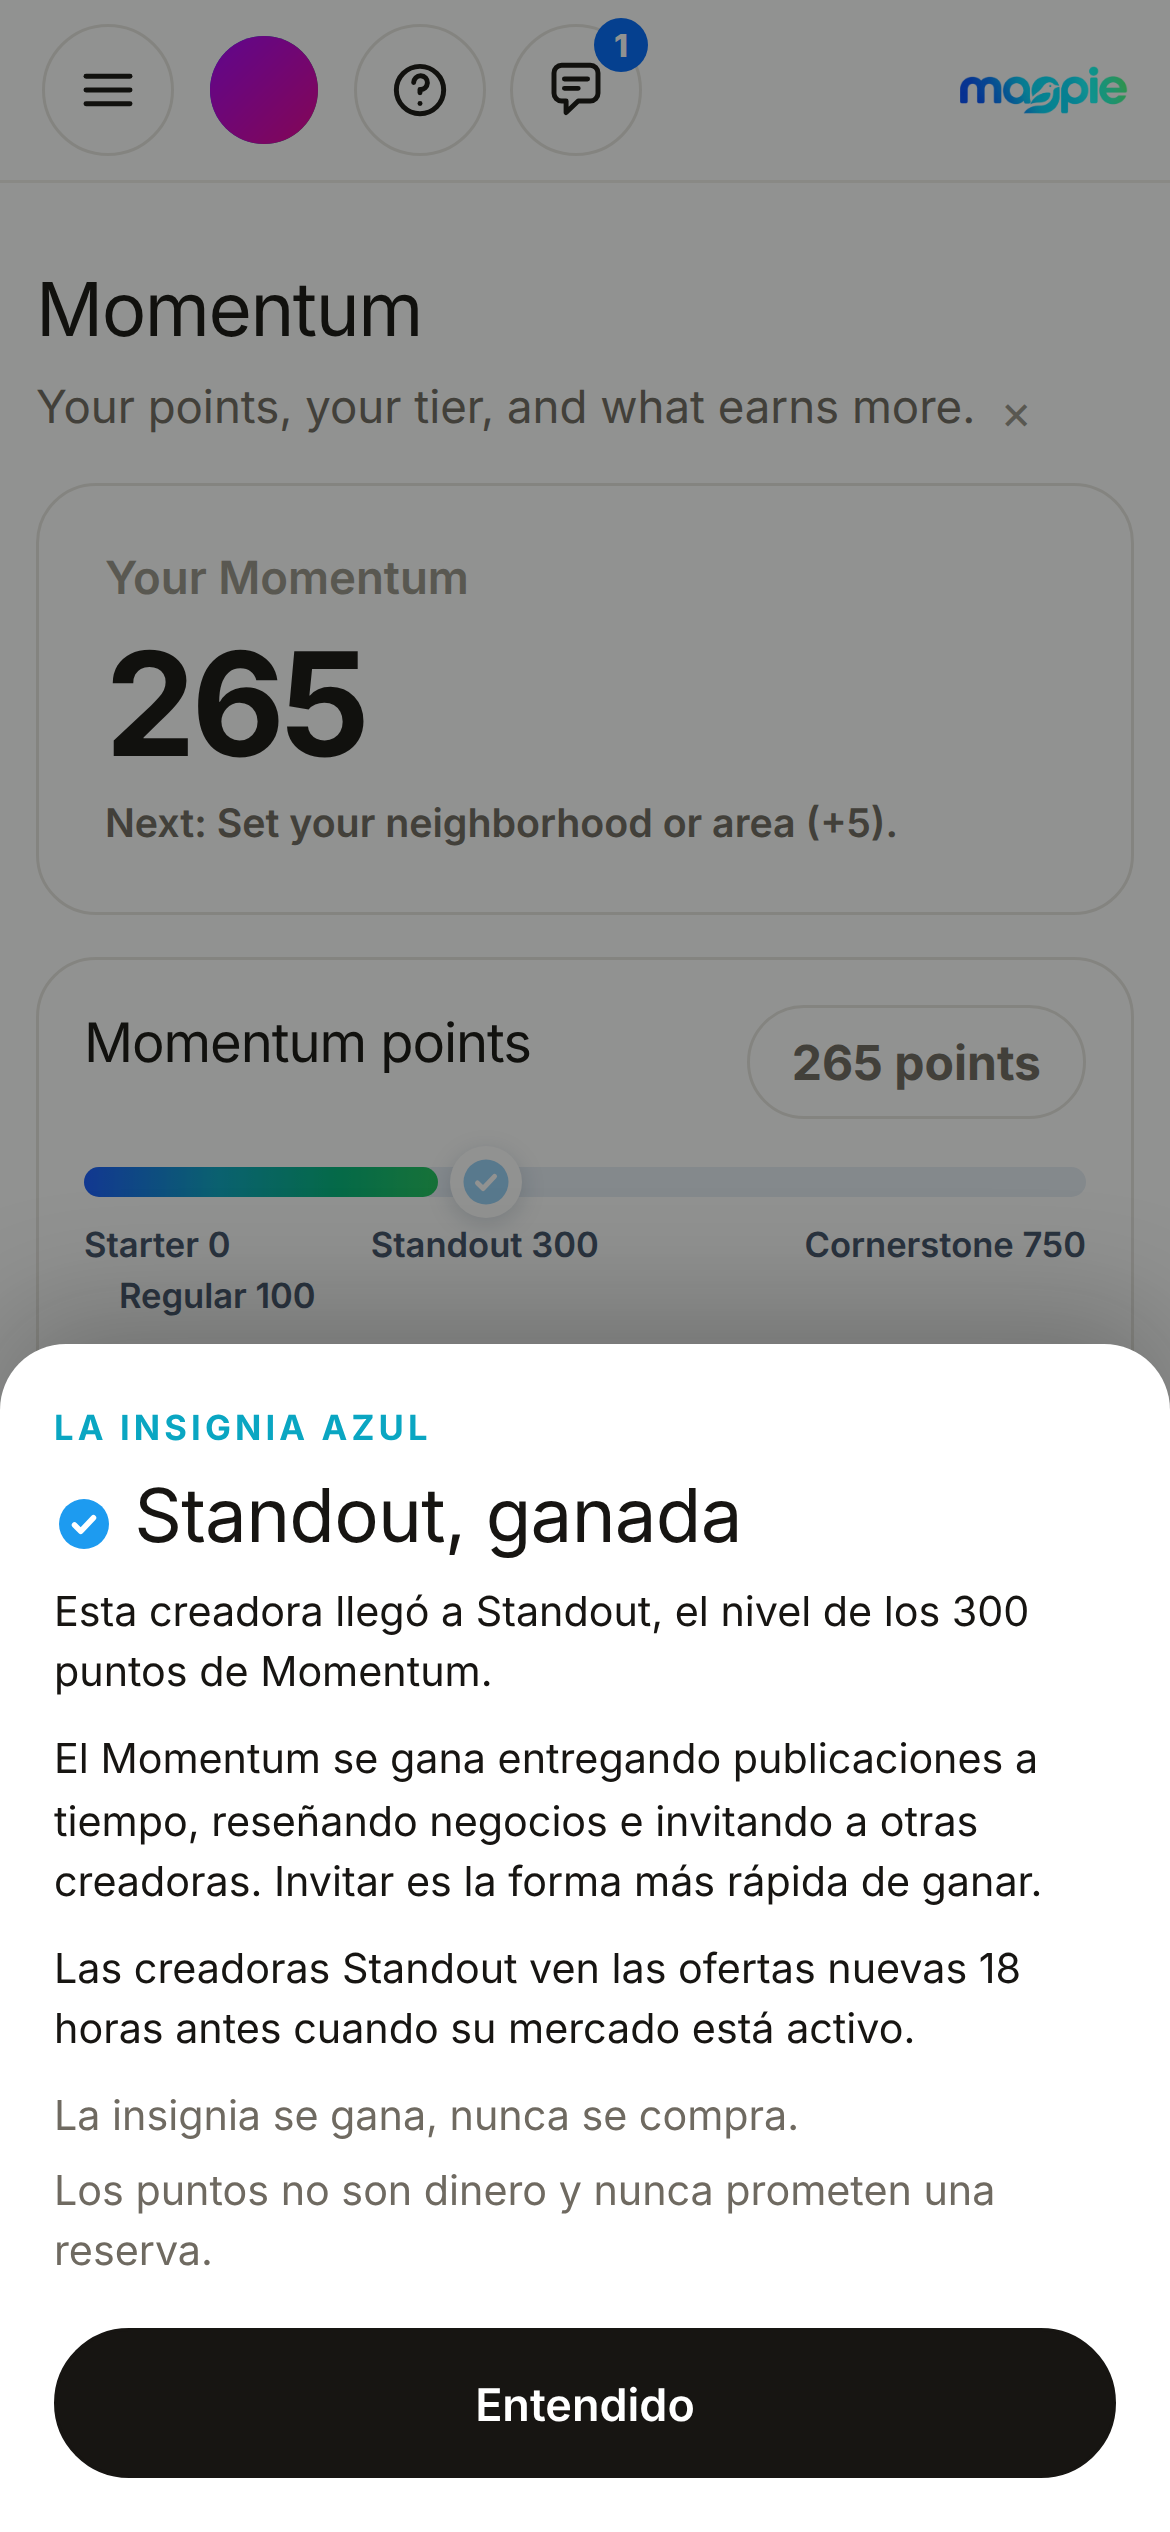 1
magpie
Momentum
Your points, your tier, and what earns more. ×
Your Momentum
265
Next: Set your neighborhood or area (+5).
Momentum points
265 points
Starter 0
Standout 300
Cornerstone 750
Regular 100
LA INSIGNIA AZUL
Standout, ganada
Esta creadora llegó a Standout, el nivel de los 300
puntos de Momentum.
El Momentum se gana entregando publicaciones a
tiempo, reseñando negocios e invitando a otras
creadoras. Invitar es la forma más rápida de ganar.
Las creadoras Standout ven las ofertas nuevas 18
horas antes cuando su mercado está activo.
La insignia se gana, nunca se compra.
Los puntos no son dinero y nunca prometen una
reserva.
Entendido